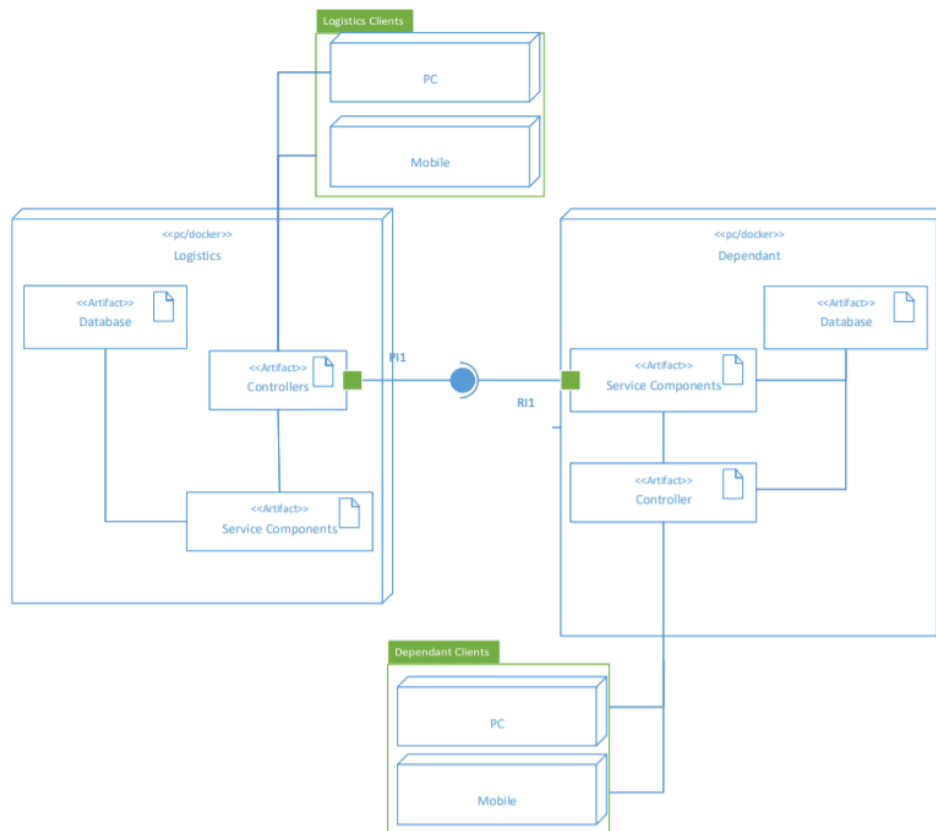 Logistics Clients
PC
Mobile
<<pc/docker>>
Logistics
<<Artifact>>
Database
<<Artifact>>
Controllers
PI1
<<Artifact>>
Service Components
<<pc/docker>>
Dependant
<<Artifact>>
Database
<<Artifact>>
Service Components
RI1
<<Artifact>>
Controller
Dependant Clients
PC
Mobile